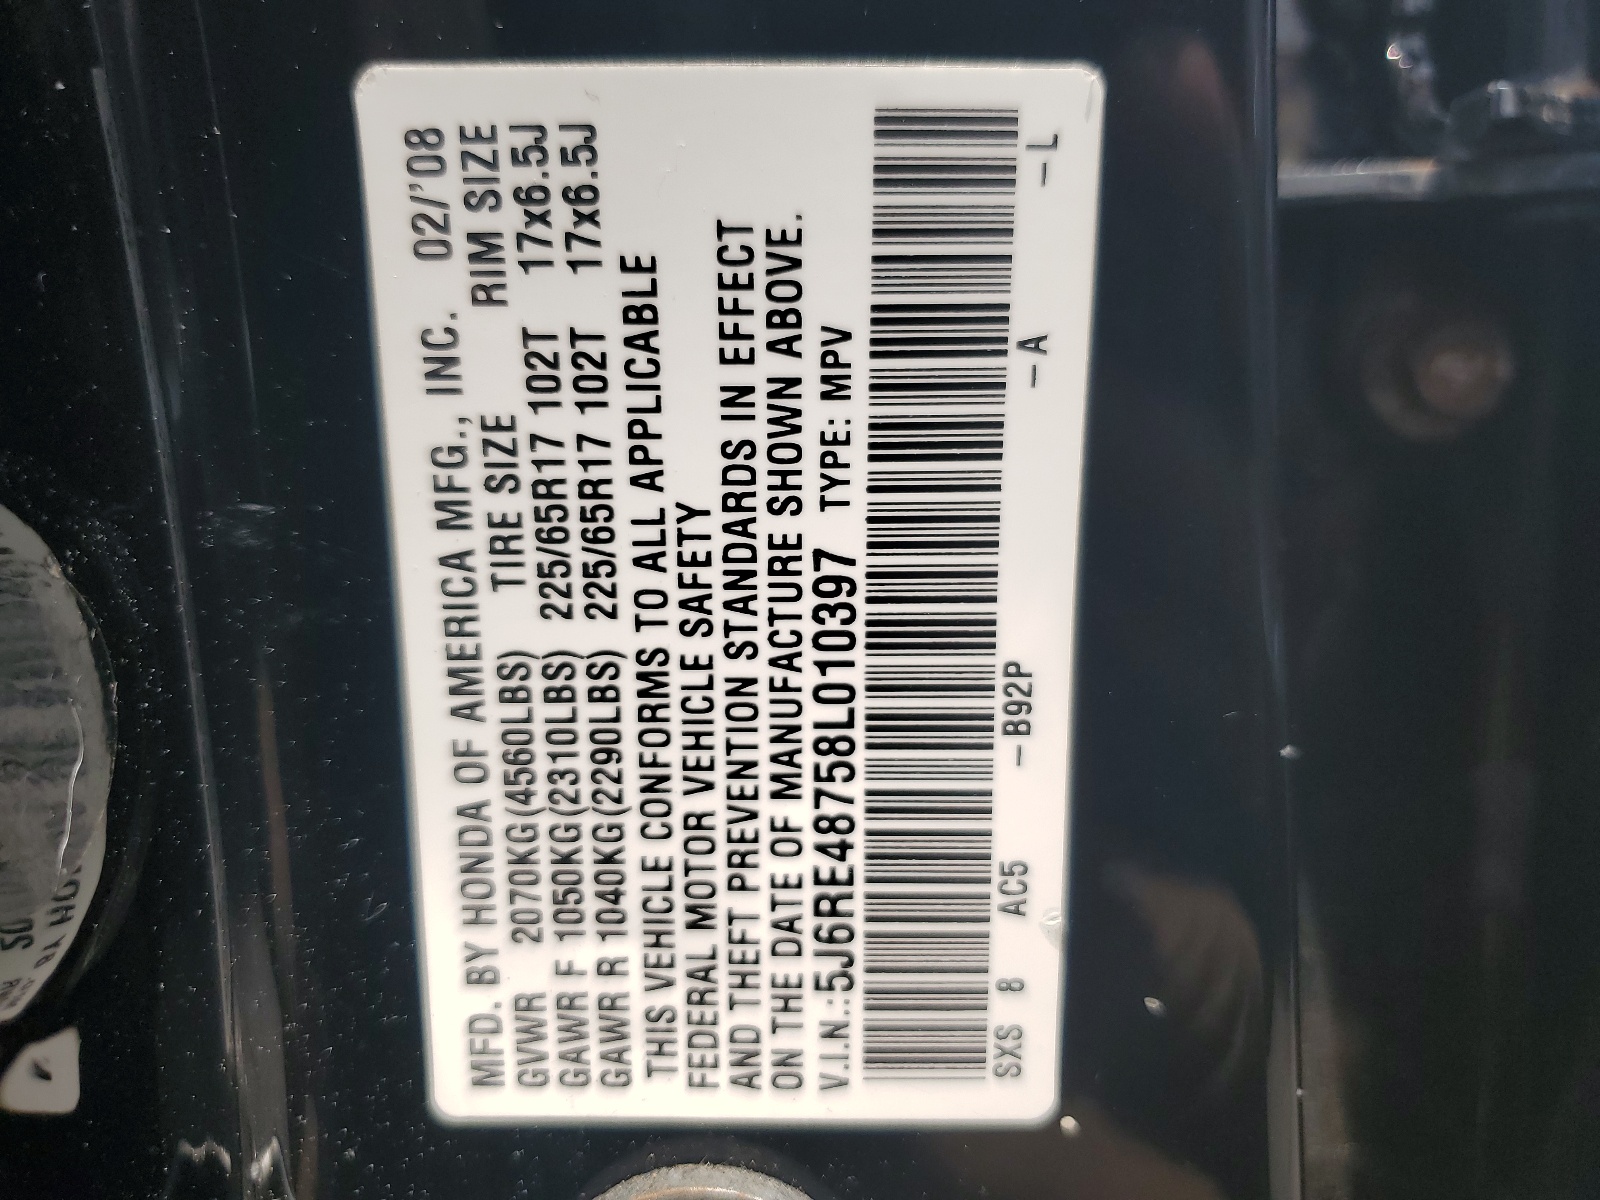 MFD. BY HONDA OF AMERICA MFG., INC. 02/'08
GVWR 2070KG(4560LBS) TIRE SIZE RIM SIZE
GAWR F 1050KG(2310LBS) 225/65R17 102T 17x6.5J
GAWR R 1040KG(2290LBS) 225/65R17 102T 17x6.5J
THIS VEHICLE CONFORMS TO ALL APPLICABLE
FEDERAL MOTOR VEHICLE SAFETY
AND THEFT PREVENTION STANDARDS IN EFFECT
ON THE DATE OF MANUFACTURE SHOWN ABOVE.
V.I.N.:5J6RE48758L010397 TYPE: MPV
SXS 8 AC5 -B92P -A -L